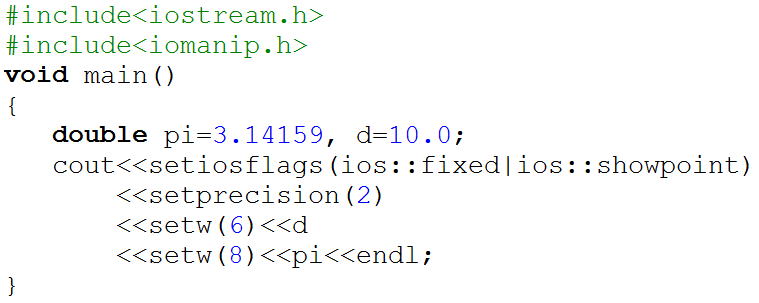 #include<iostream.h>
#include<iomanip.h>
void main()
{
   double pi=3.14159, d=10.0;
   cout<<setiosflags(ios::fixed|ios::showpoint)
       <<setprecision(2)
       <<setw(6)<<d
       <<setw(8)<<pi<<endl;
}